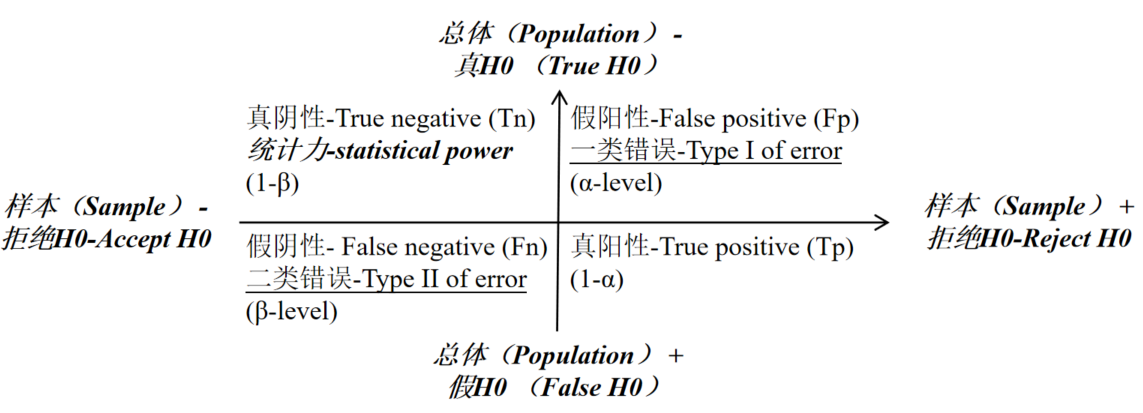 总体（Population）-
真H0 （True H0）
真阴性-True negative (Tn)
统计力-statistical power
(1-β)
假阳性-False positive (Fp)
一类错误-Type I of error
(α-level)
样本（Sample）-
拒绝H0-Accept H0
样本（Sample）+
拒绝H0-Reject H0
假阴性- False negative (Fn)
二类错误-Type II of error
(β-level)
真阳性-True positive (Tp)
(1-α)
总体（Population）+
假H0 （False H0）